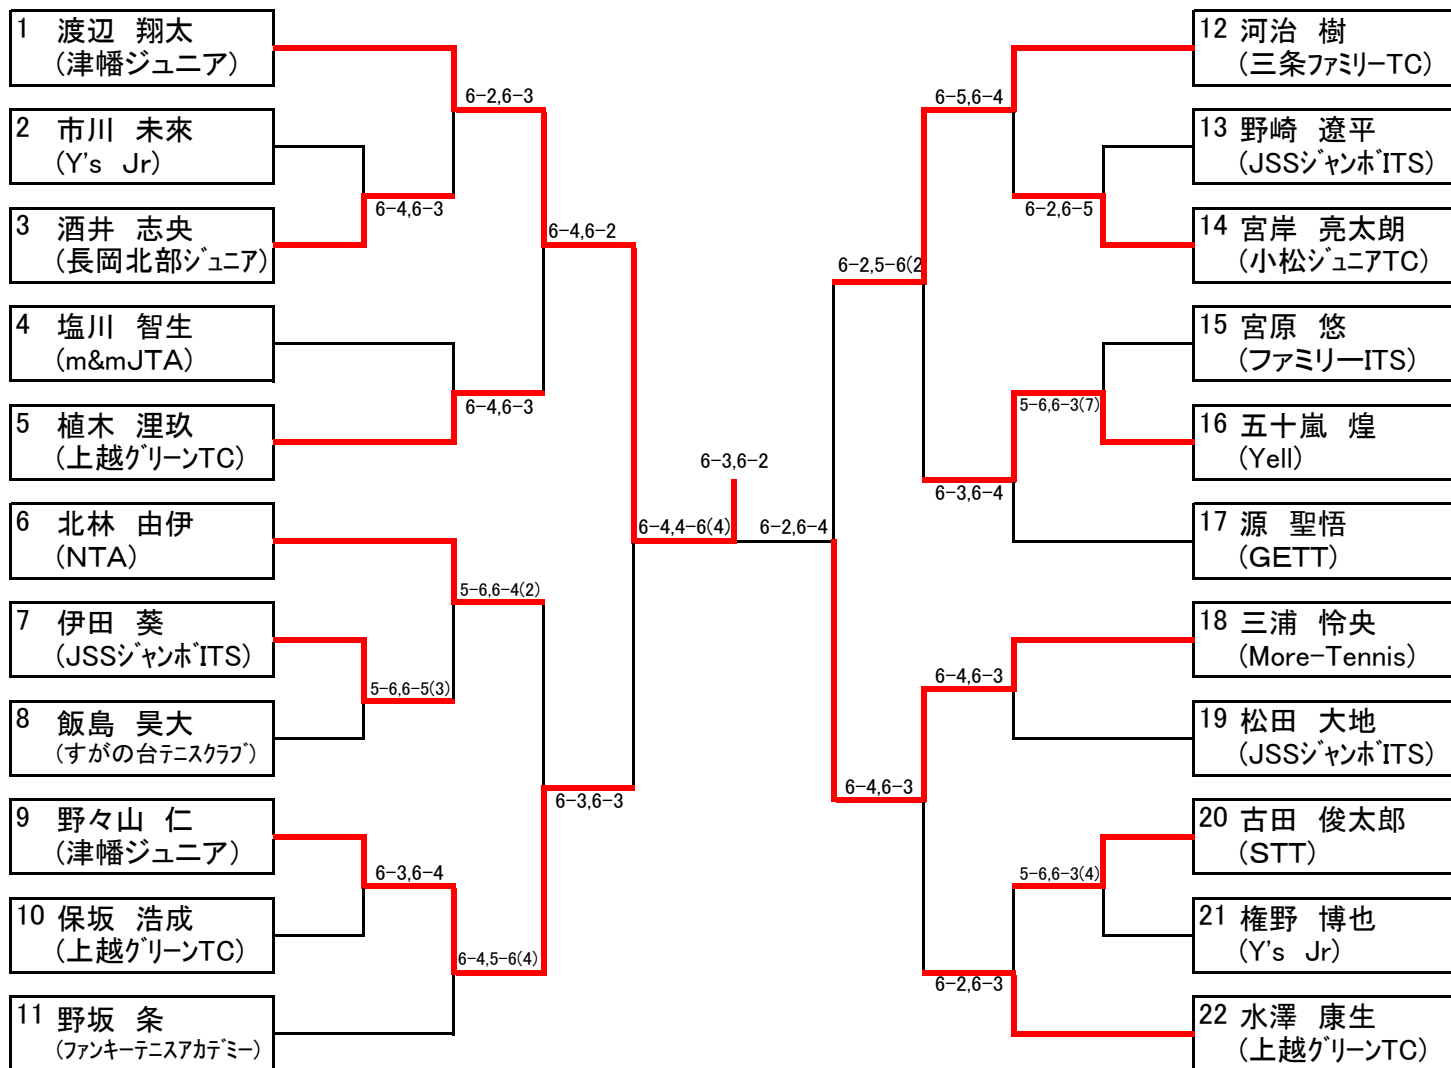 1 渡辺 翔太
(津幡ジュニア)
2 市川 未來
(Y's Jr)
3 酒井 志央
(長岡北部ジュニア)
4 塩川 智生
(m&mJTA)
5 植木 浬玖
(上越グリーンTC)
6 北林 由伊
(NTA)
7 伊田 葵
(JSSジャンボITS)
8 飯島 昊大
(すがの台テニスクラブ)
9 野々山 仁
(津幡ジュニア)
10 保坂 浩成
(上越グリーンTC)
11 野坂 条
(ファンキーテニスアカデミー)
6-2,6-3
6-4,6-3
6-4,6-2
6-4,6-3
5-6,6-4(2)
5-6,6-5(3)
6-3,6-3
6-3,6-4
6-4,5-6(4)
6-4,4-6(4)
6-3,6-2
6-2,6-4
6-5,6-4
6-2,6-5
6-2,5-6(2
5-6,6-3(7)
6-3,6-4
6-4,6-3
6-4,6-3
5-6,6-3(4)
6-2,6-3
12 河治 樹
(三条ファミリーTC)
13 野崎 遼平
(JSSジャンボITS)
14 宮岸 亮太朗
(小松ジュニアTC)
15 宮原 悠
(ファミリーITS)
16 五十嵐 煌
(Yell)
17 源 聖悟
(GETT)
18 三浦 怜央
(More-Tennis)
19 松田 大地
(JSSジャンボITS)
20 古田 俊太郎
(STT)
21 権野 博也
(Y's Jr)
22 水澤 康生
(上越グリーンTC)